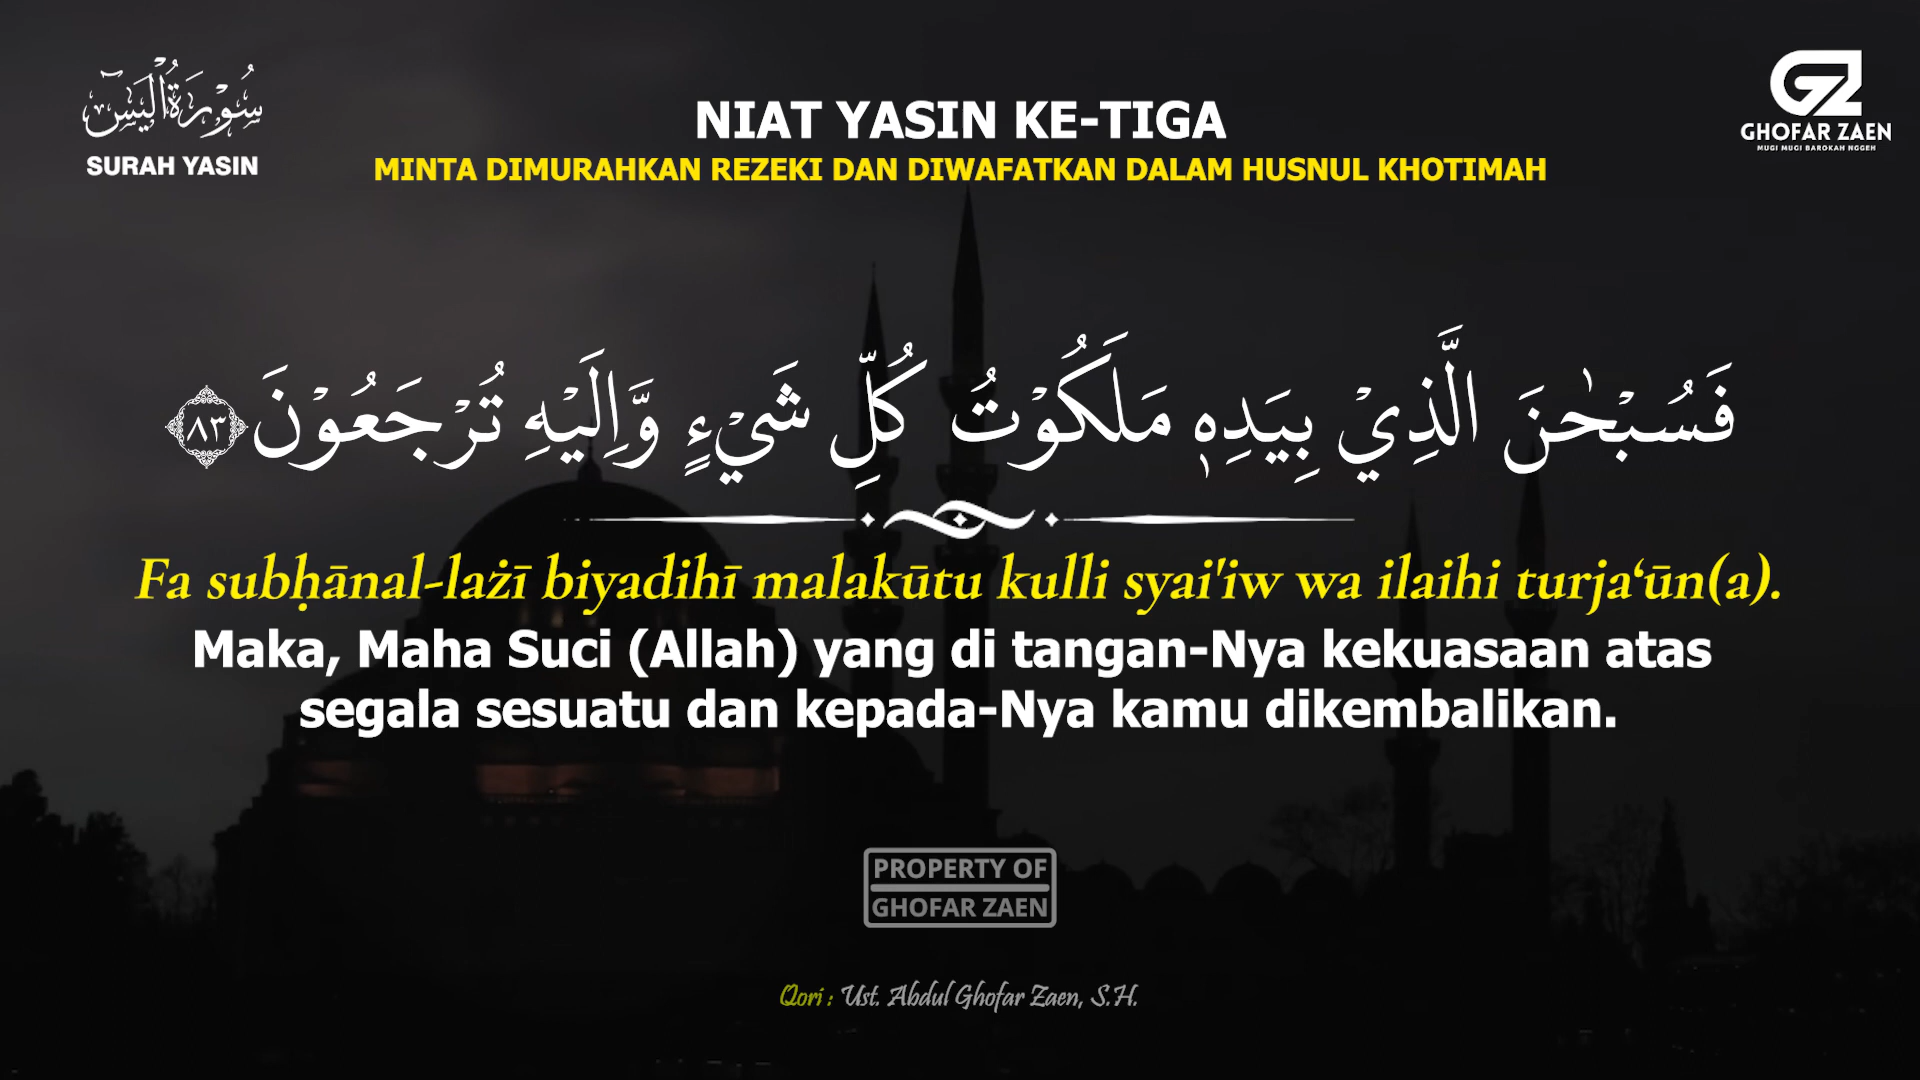 سُوْرَةُ الْيَسٓ
SURAH YASIN
NIAT YASIN KE-TIGA
MINTA DIMURAHKAN REZEKI DAN DIWAFATKAN DALAM HUSNUL KHOTIMAH
GZ
GHOFAR ZAEN
MUGI MUGI BAROKAH NGGEH
فَسُبْحٰنَ الَّذِيْ بِيَدِهٖ مَلَكُوْتُ كُلِّ شَيْءٍ وَّاِلَيْهِ تُرْجَعُوْنَ ٨٣
Fa subḥānal-lażī biyadihī malakūtu kulli syai'iw wa ilaihi turja‘ūn(a).
Maka, Maha Suci (Allah) yang di tangan-Nya kekuasaan atas
segala sesuatu dan kepada-Nya kamu dikembalikan.
PROPERTY OF
GHOFAR ZAEN
Qori : Ust. Abdul Ghofar Zaen, S.H.